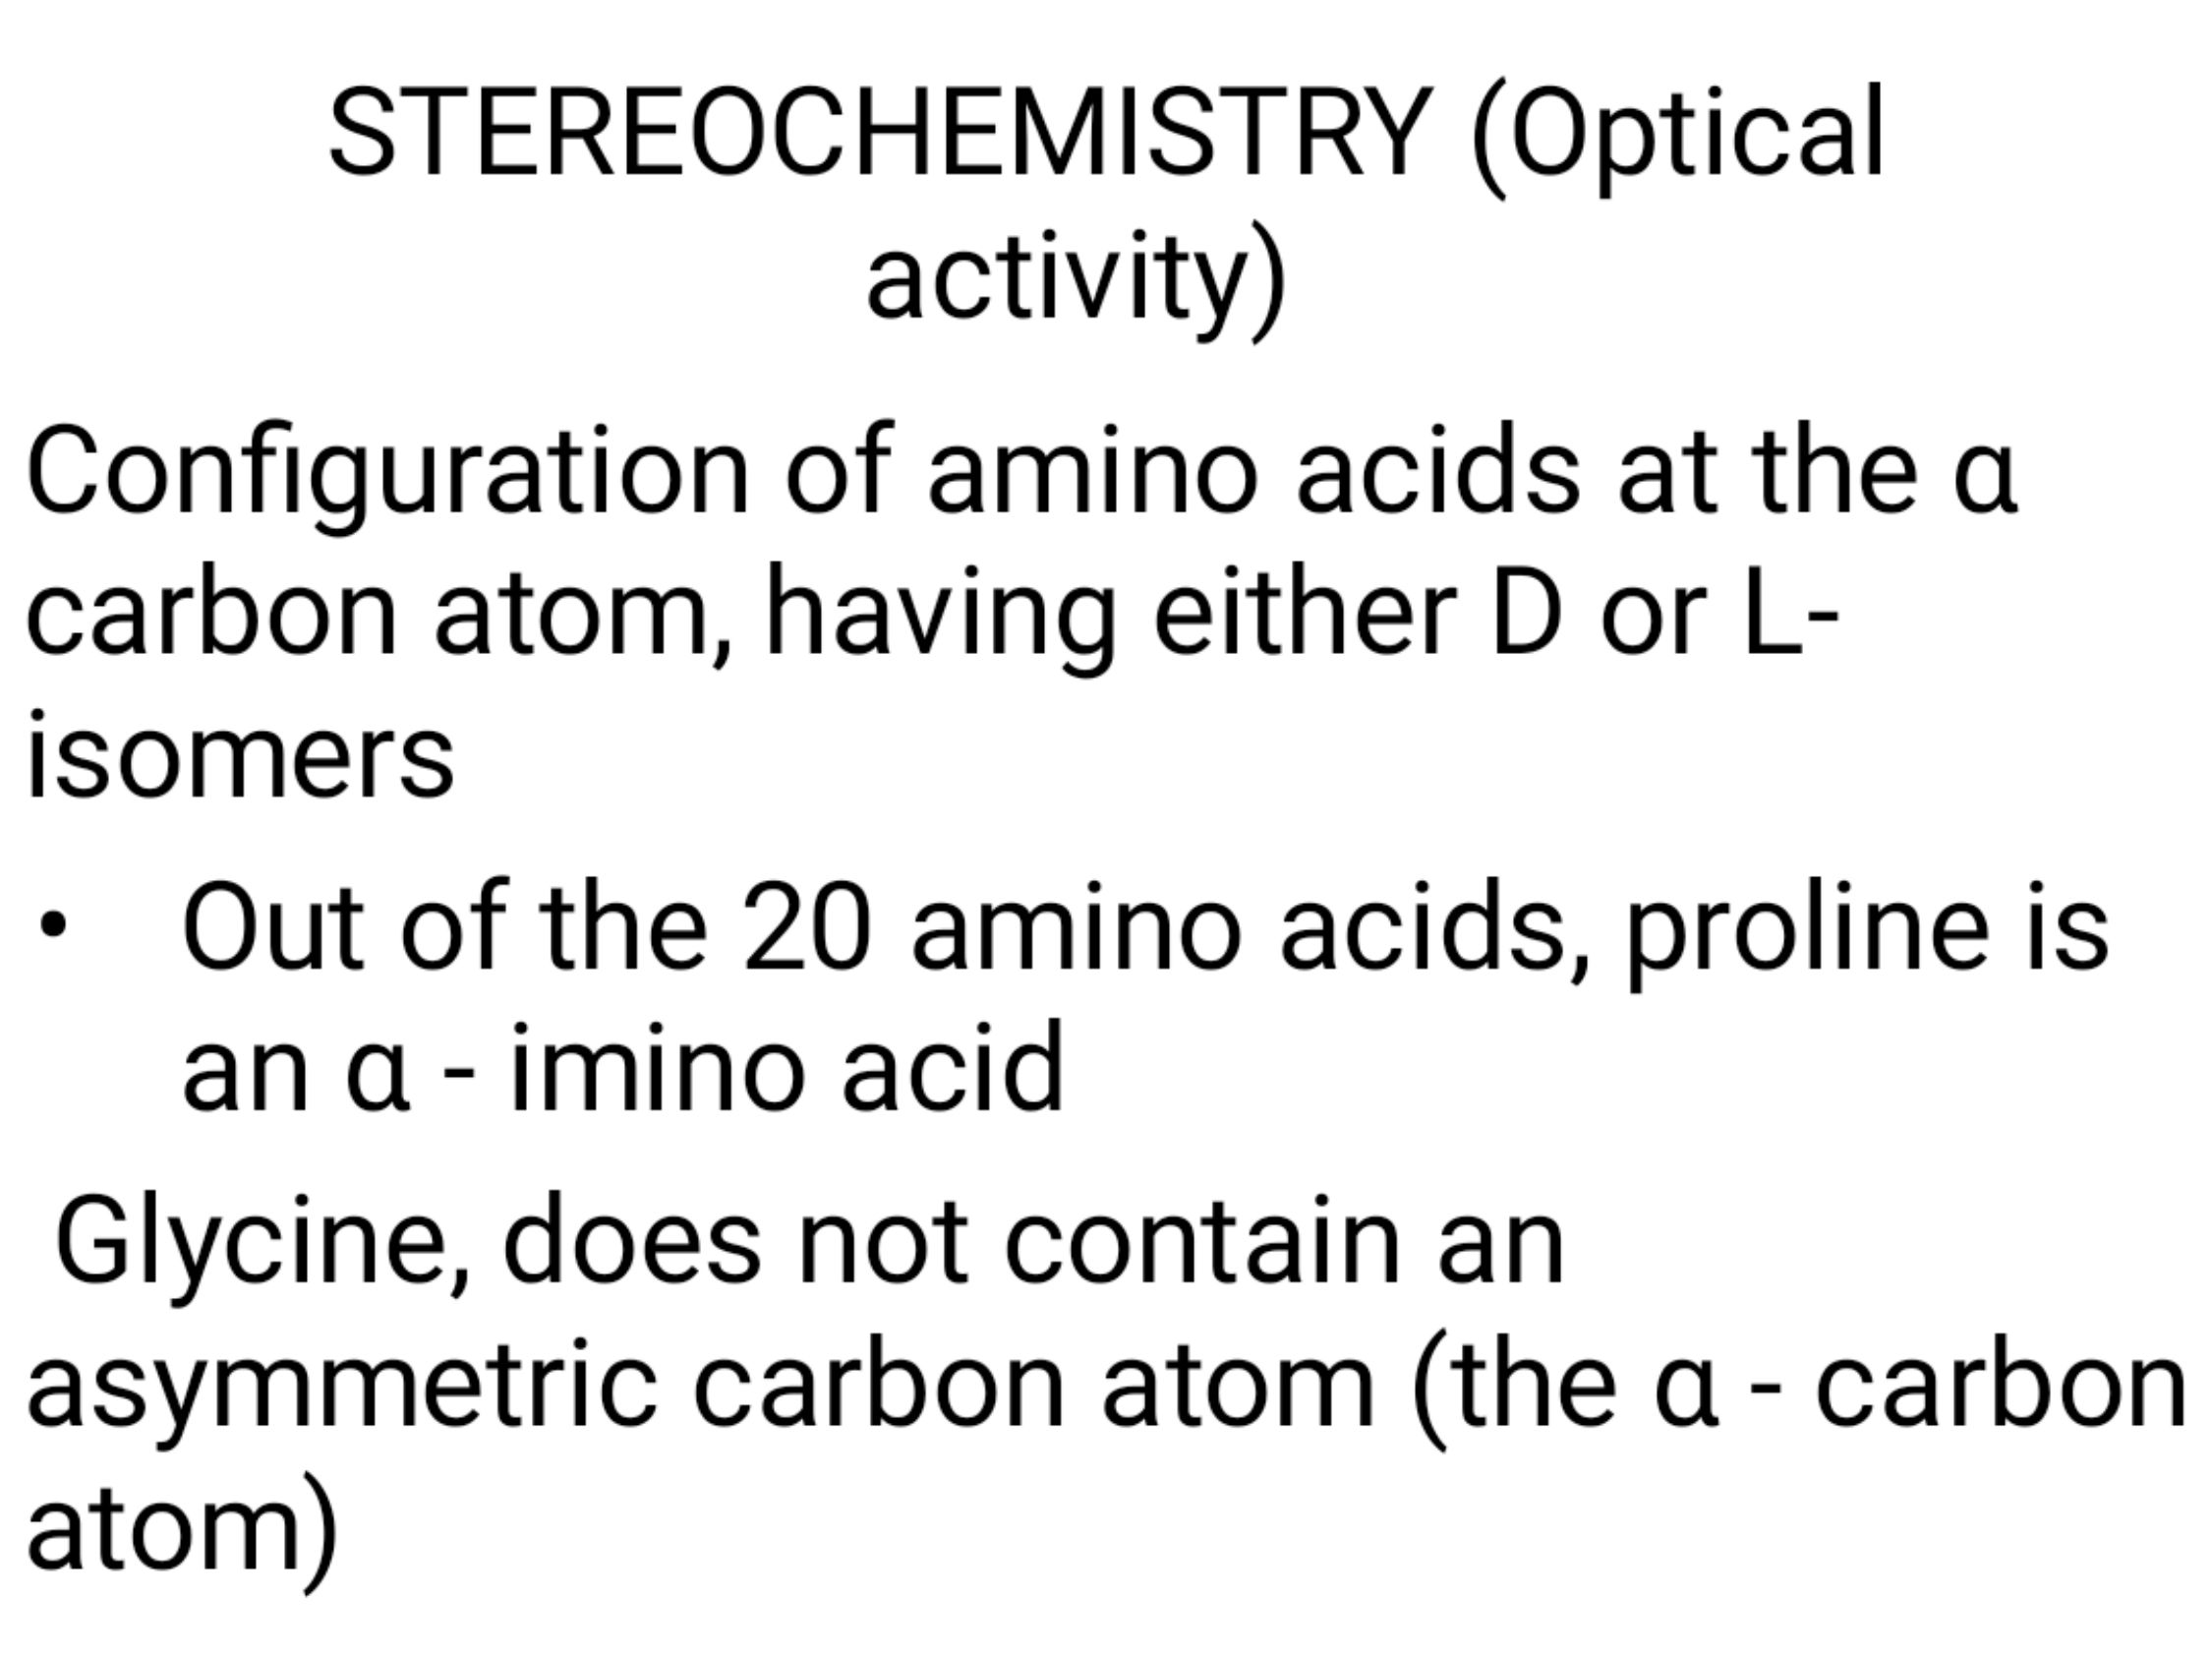 STEREOCHEMISTRY (Optical
activity)
Configuration of amino acids at the α
carbon atom, having either D or L-
isomers
• Out of the 20 amino acids, proline is
an α - imino acid
Glycine, does not contain an
asymmetric carbon atom (the α - carbon
atom)